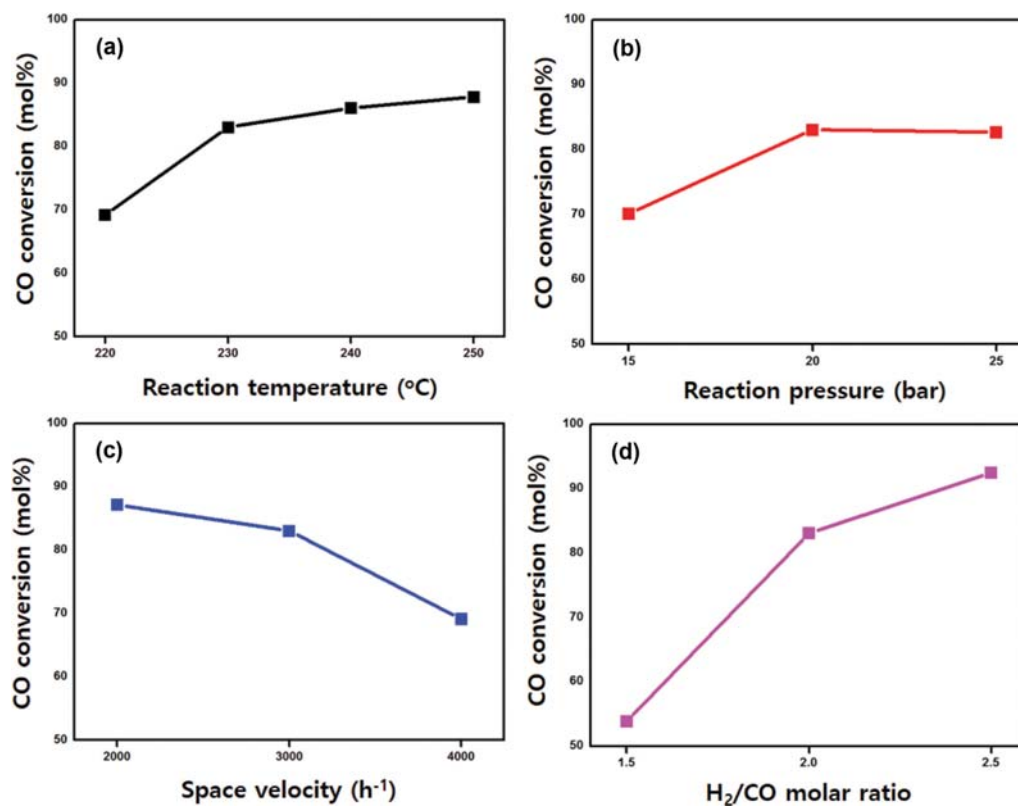 (a)
CO conversion (mol%)
100
90
80
70
60
50
220 230 240 250
Reaction temperature (ºC)
(b)
CO conversion (mol%)
100
90
80
70
60
50
15 20 25
Reaction pressure (bar)
(c)
CO conversion (mol%)
100
90
80
70
60
50
2000 3000 4000
Space velocity (h⁻¹)
(d)
CO conversion (mol%)
100
90
80
70
60
50
1.5 2.0 2.5
H₂/CO molar ratio